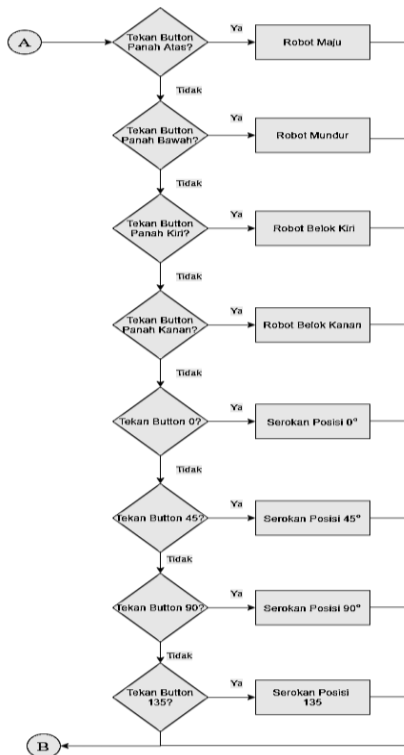 A
Tekan Button
Panah Atas?
Ya
Robot Maju
Tidak
Tekan Button
Panah Bawah?
Ya
Robot Mundur
Tidak
Tekan Button
Panah Kiri?
Ya
Robot Belok Kiri
Tidak
Tekan Button
Panah Kanan?
Ya
Robot Belok Kanan
Tidak
Tekan Button 0?
Ya
Serokan Posisi 0°
Tidak
Tekan Button 45?
Ya
Serokan Posisi 45°
Tidak
Tekan Button 90?
Ya
Serokan Posisi 90°
Tidak
Tekan Button
135?
Ya
Serokan Posisi
135
B